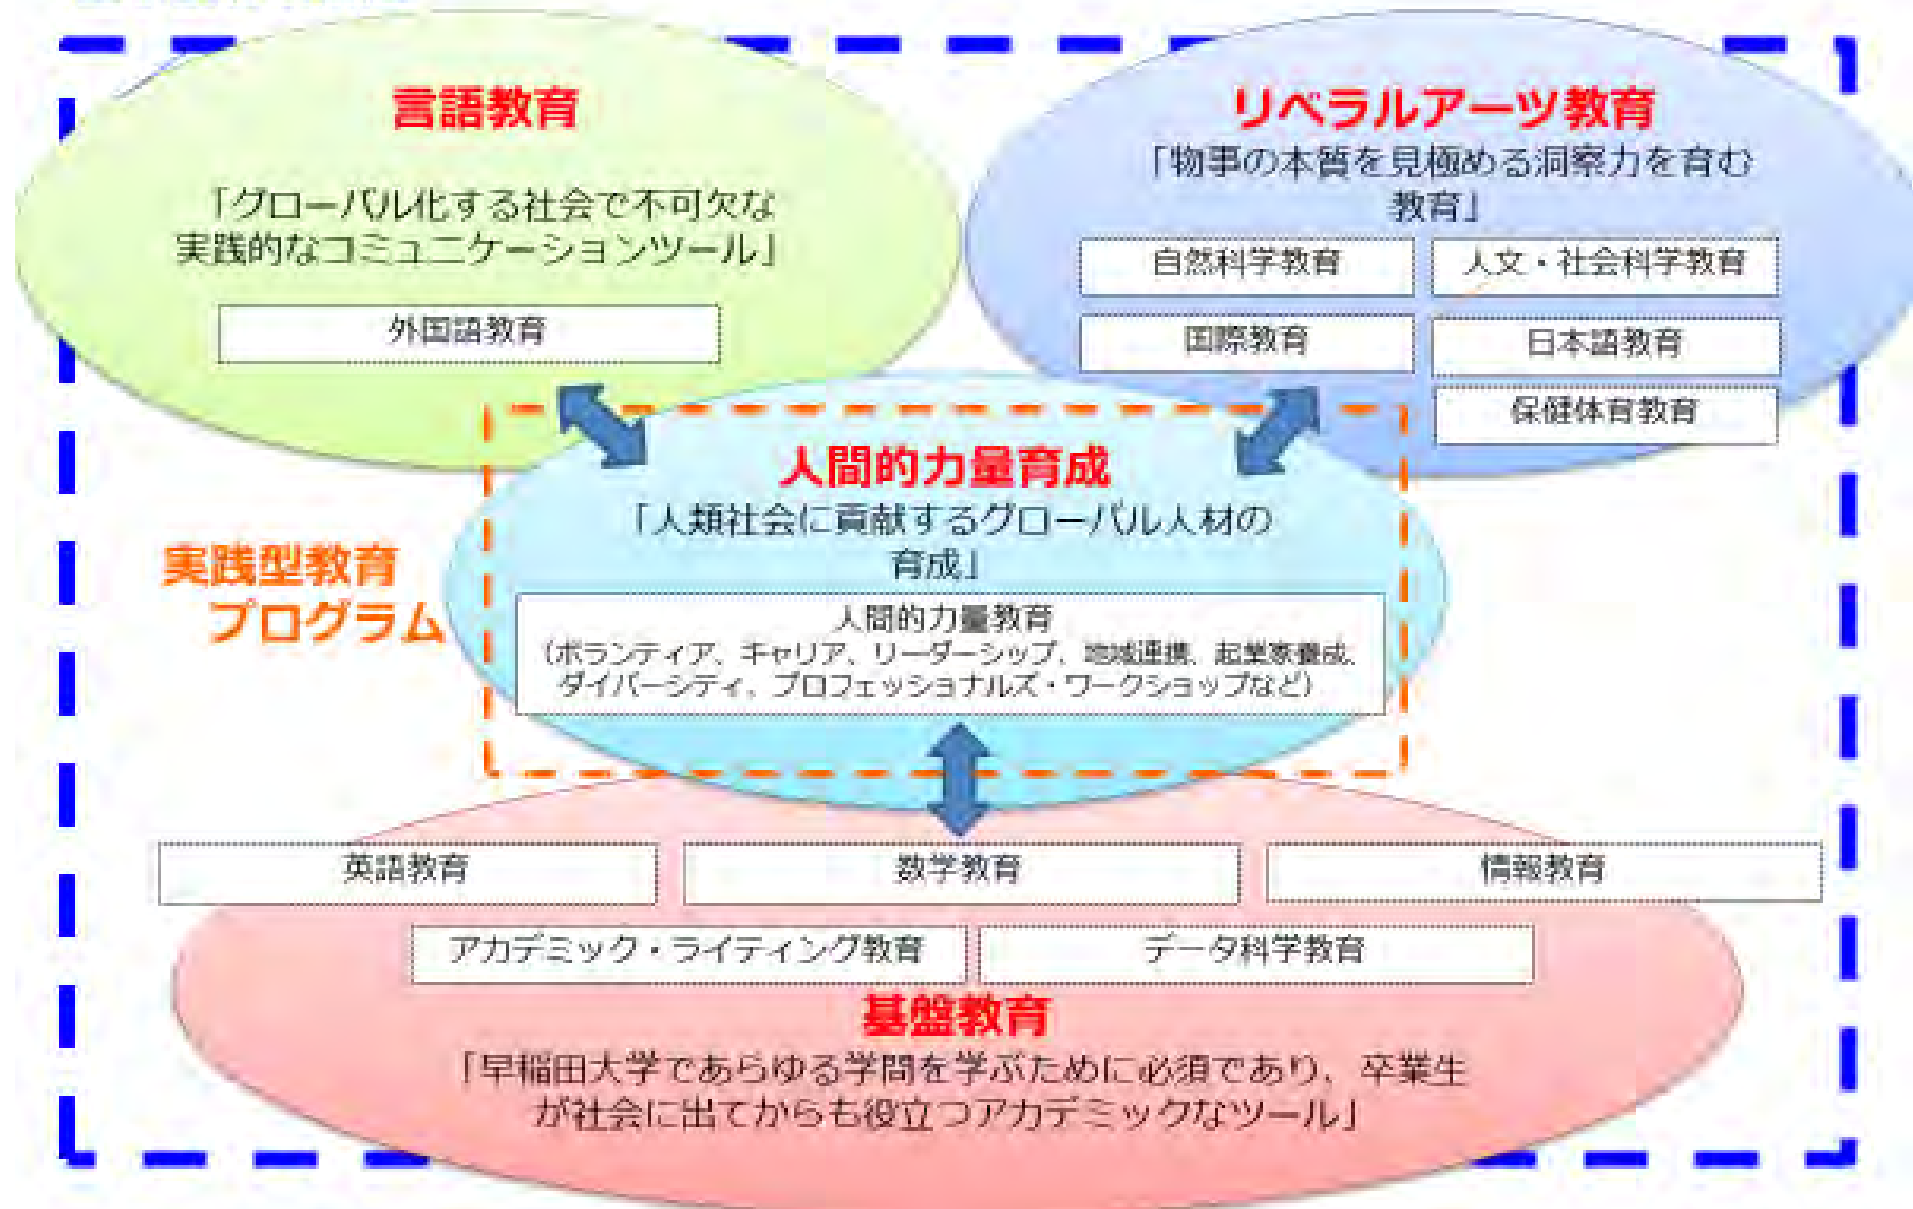 言語教育
「グローバル化する社会で不可欠な
実践的なコミュニケーションツール」
外国語教育
リベラルアーツ教育
「物事の本質を見極める洞察力を育む
教育」
自然科学教育
人文・社会科学教育
国際教育
日本語教育
保健体育教育
人間的力量育成
「人類社会に貢献するグローバル人材の
育成」
実践型教育
プログラム
人間的力量教育
(ボランティア、キャリア、リーダーシップ、地域連携、起業家養成、
ダイバーシティ、プロフェッショナルズ・ワークショップなど)
英語教育
数学教育
情報教育
アカデミック・ライティング教育
データ科学教育
基盤教育
「早稲田大学であらゆる学問を学ぶために必須であり、卒業生
が社会に出てからも役立つアカデミックなツール」